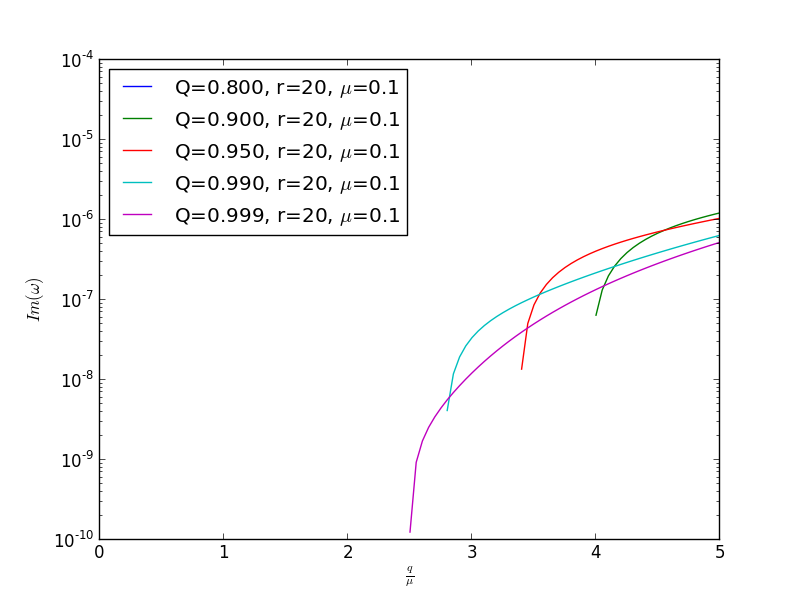 10⁻⁴
10⁻⁵
10⁻⁶
10⁻⁷
10⁻⁸
10⁻⁹
10⁻¹⁰
Im(ω)
Q=0.800, r=20, μ=0.1
Q=0.900, r=20, μ=0.1
Q=0.950, r=20, μ=0.1
Q=0.990, r=20, μ=0.1
Q=0.999, r=20, μ=0.1
0 1 2 3 4 5
q
μ